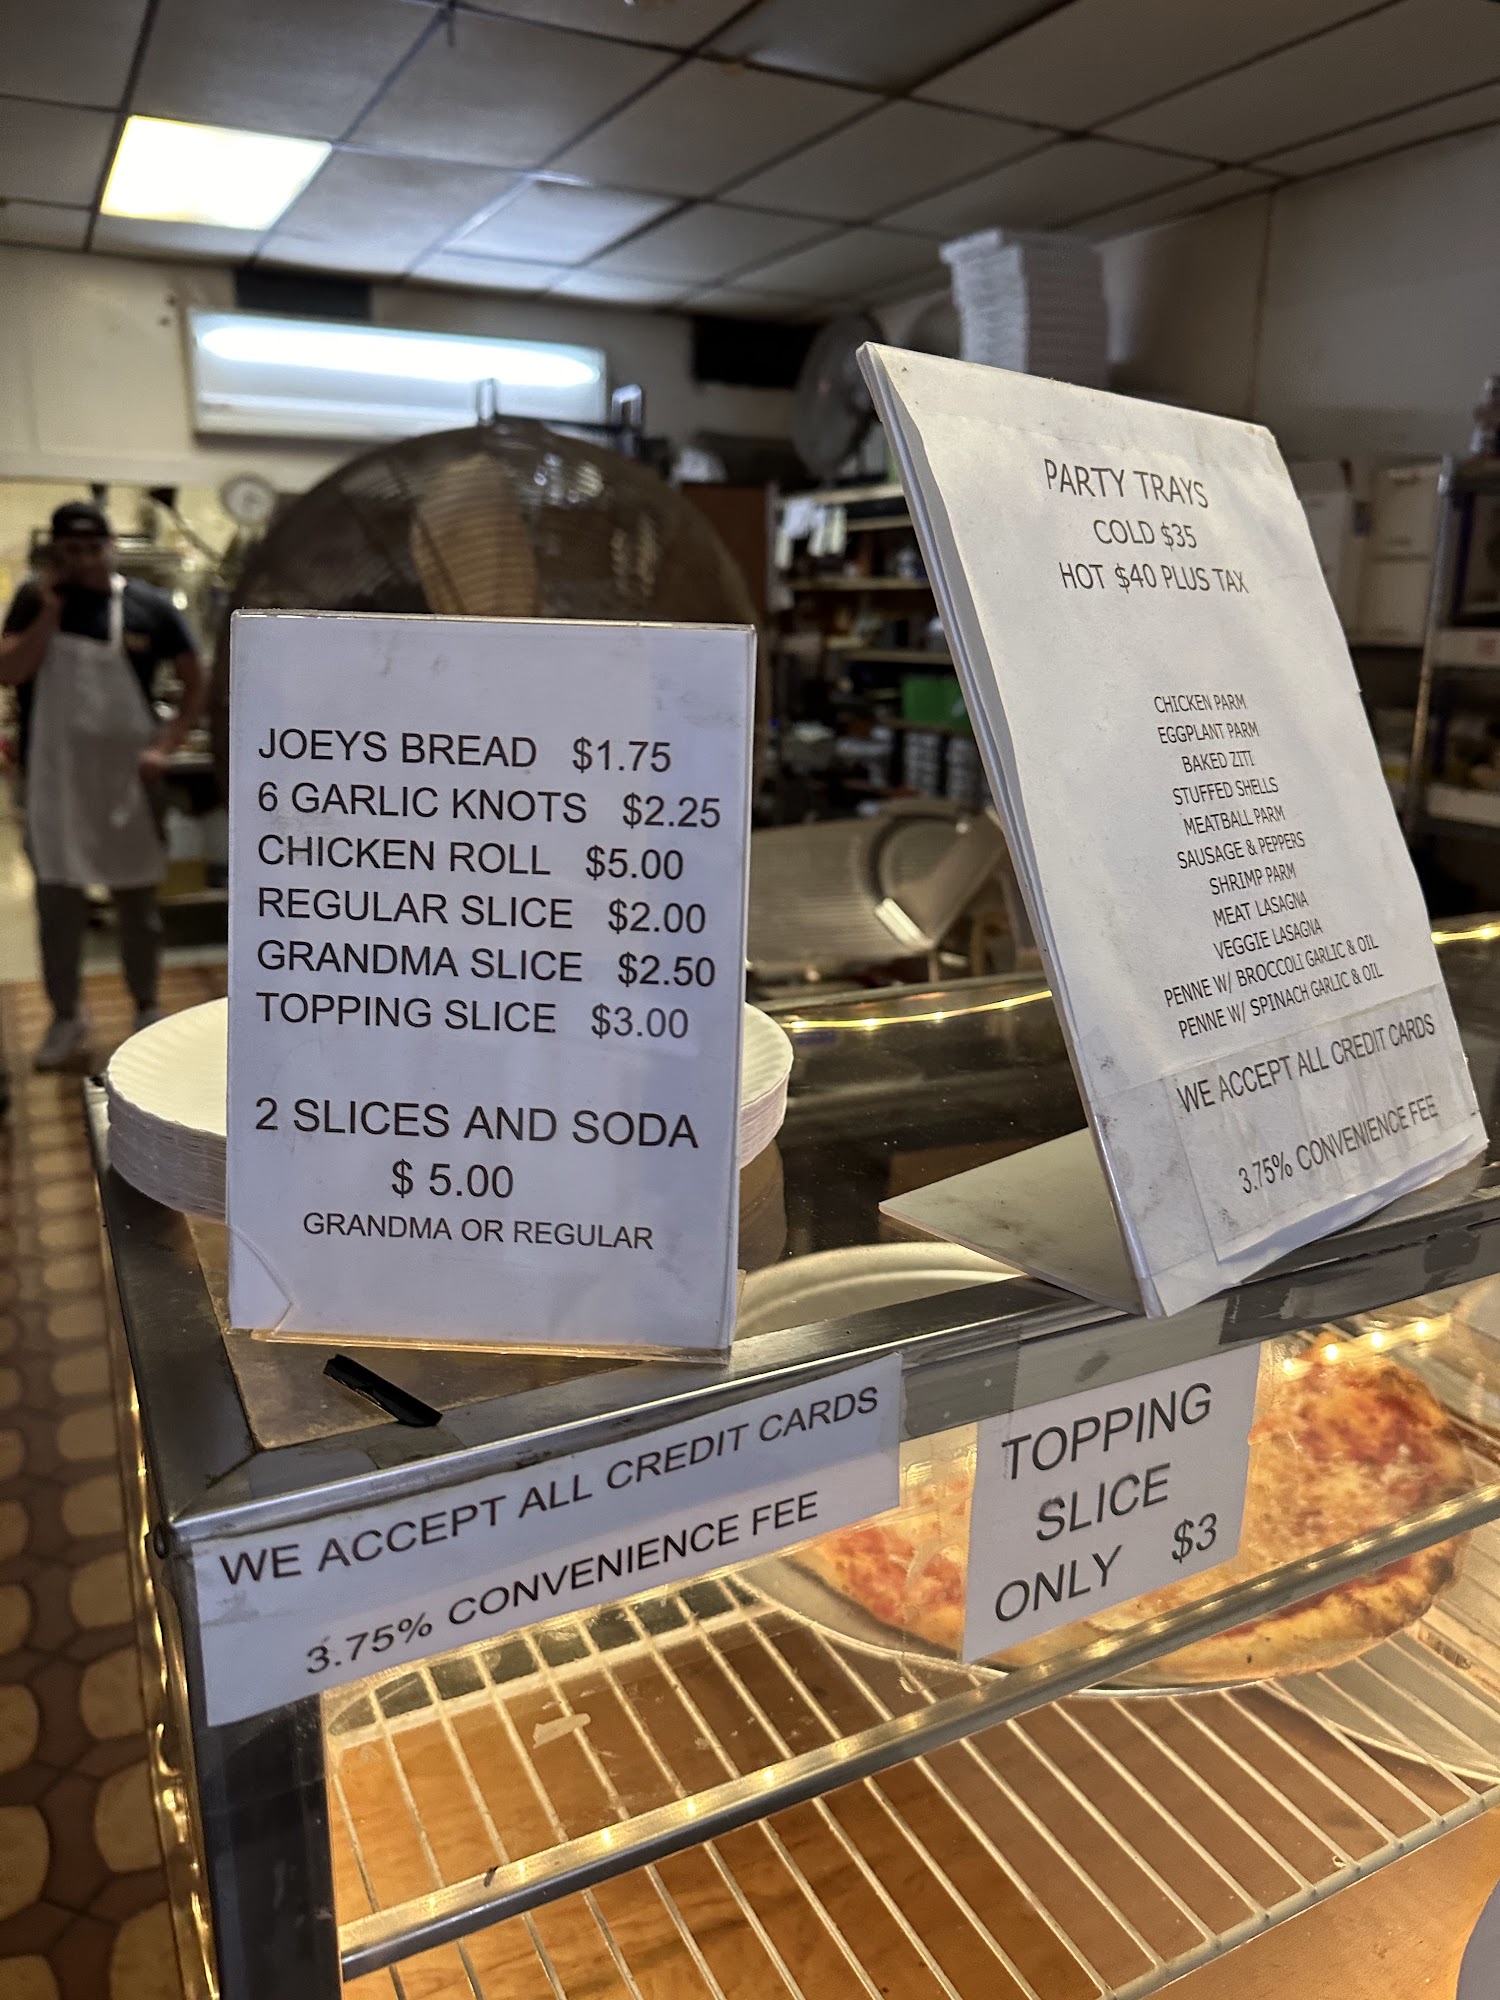 JOEYS BREAD $1.75
6 GARLIC KNOTS $2.25
CHICKEN ROLL $5.00
REGULAR SLICE $2.00
GRANDMA SLICE $2.50
TOPPING SLICE $3.00
2 SLICES AND SODA
$ 5.00
GRANDMA OR REGULAR
PARTY TRAYS
COLD $35
HOT $40 PLUS TAX
CHICKEN PARM
EGGPLANT PARM
BAKED ZITI
STUFFED SHELLS
MEATBALL PARM
SAUSAGE & PEPPERS
SHRIMP PARM
MEAT LASAGNA
VEGGIE LASAGNA
PENNE W/ BROCCOLI GARLIC & OIL
PENNE W/ SPINACH GARLIC & OIL
WE ACCEPT ALL CREDIT CARDS
3.75% CONVENIENCE FEE
WE ACCEPT ALL CREDIT CARDS
3.75% CONVENIENCE FEE
TOPPING
SLICE
ONLY $3